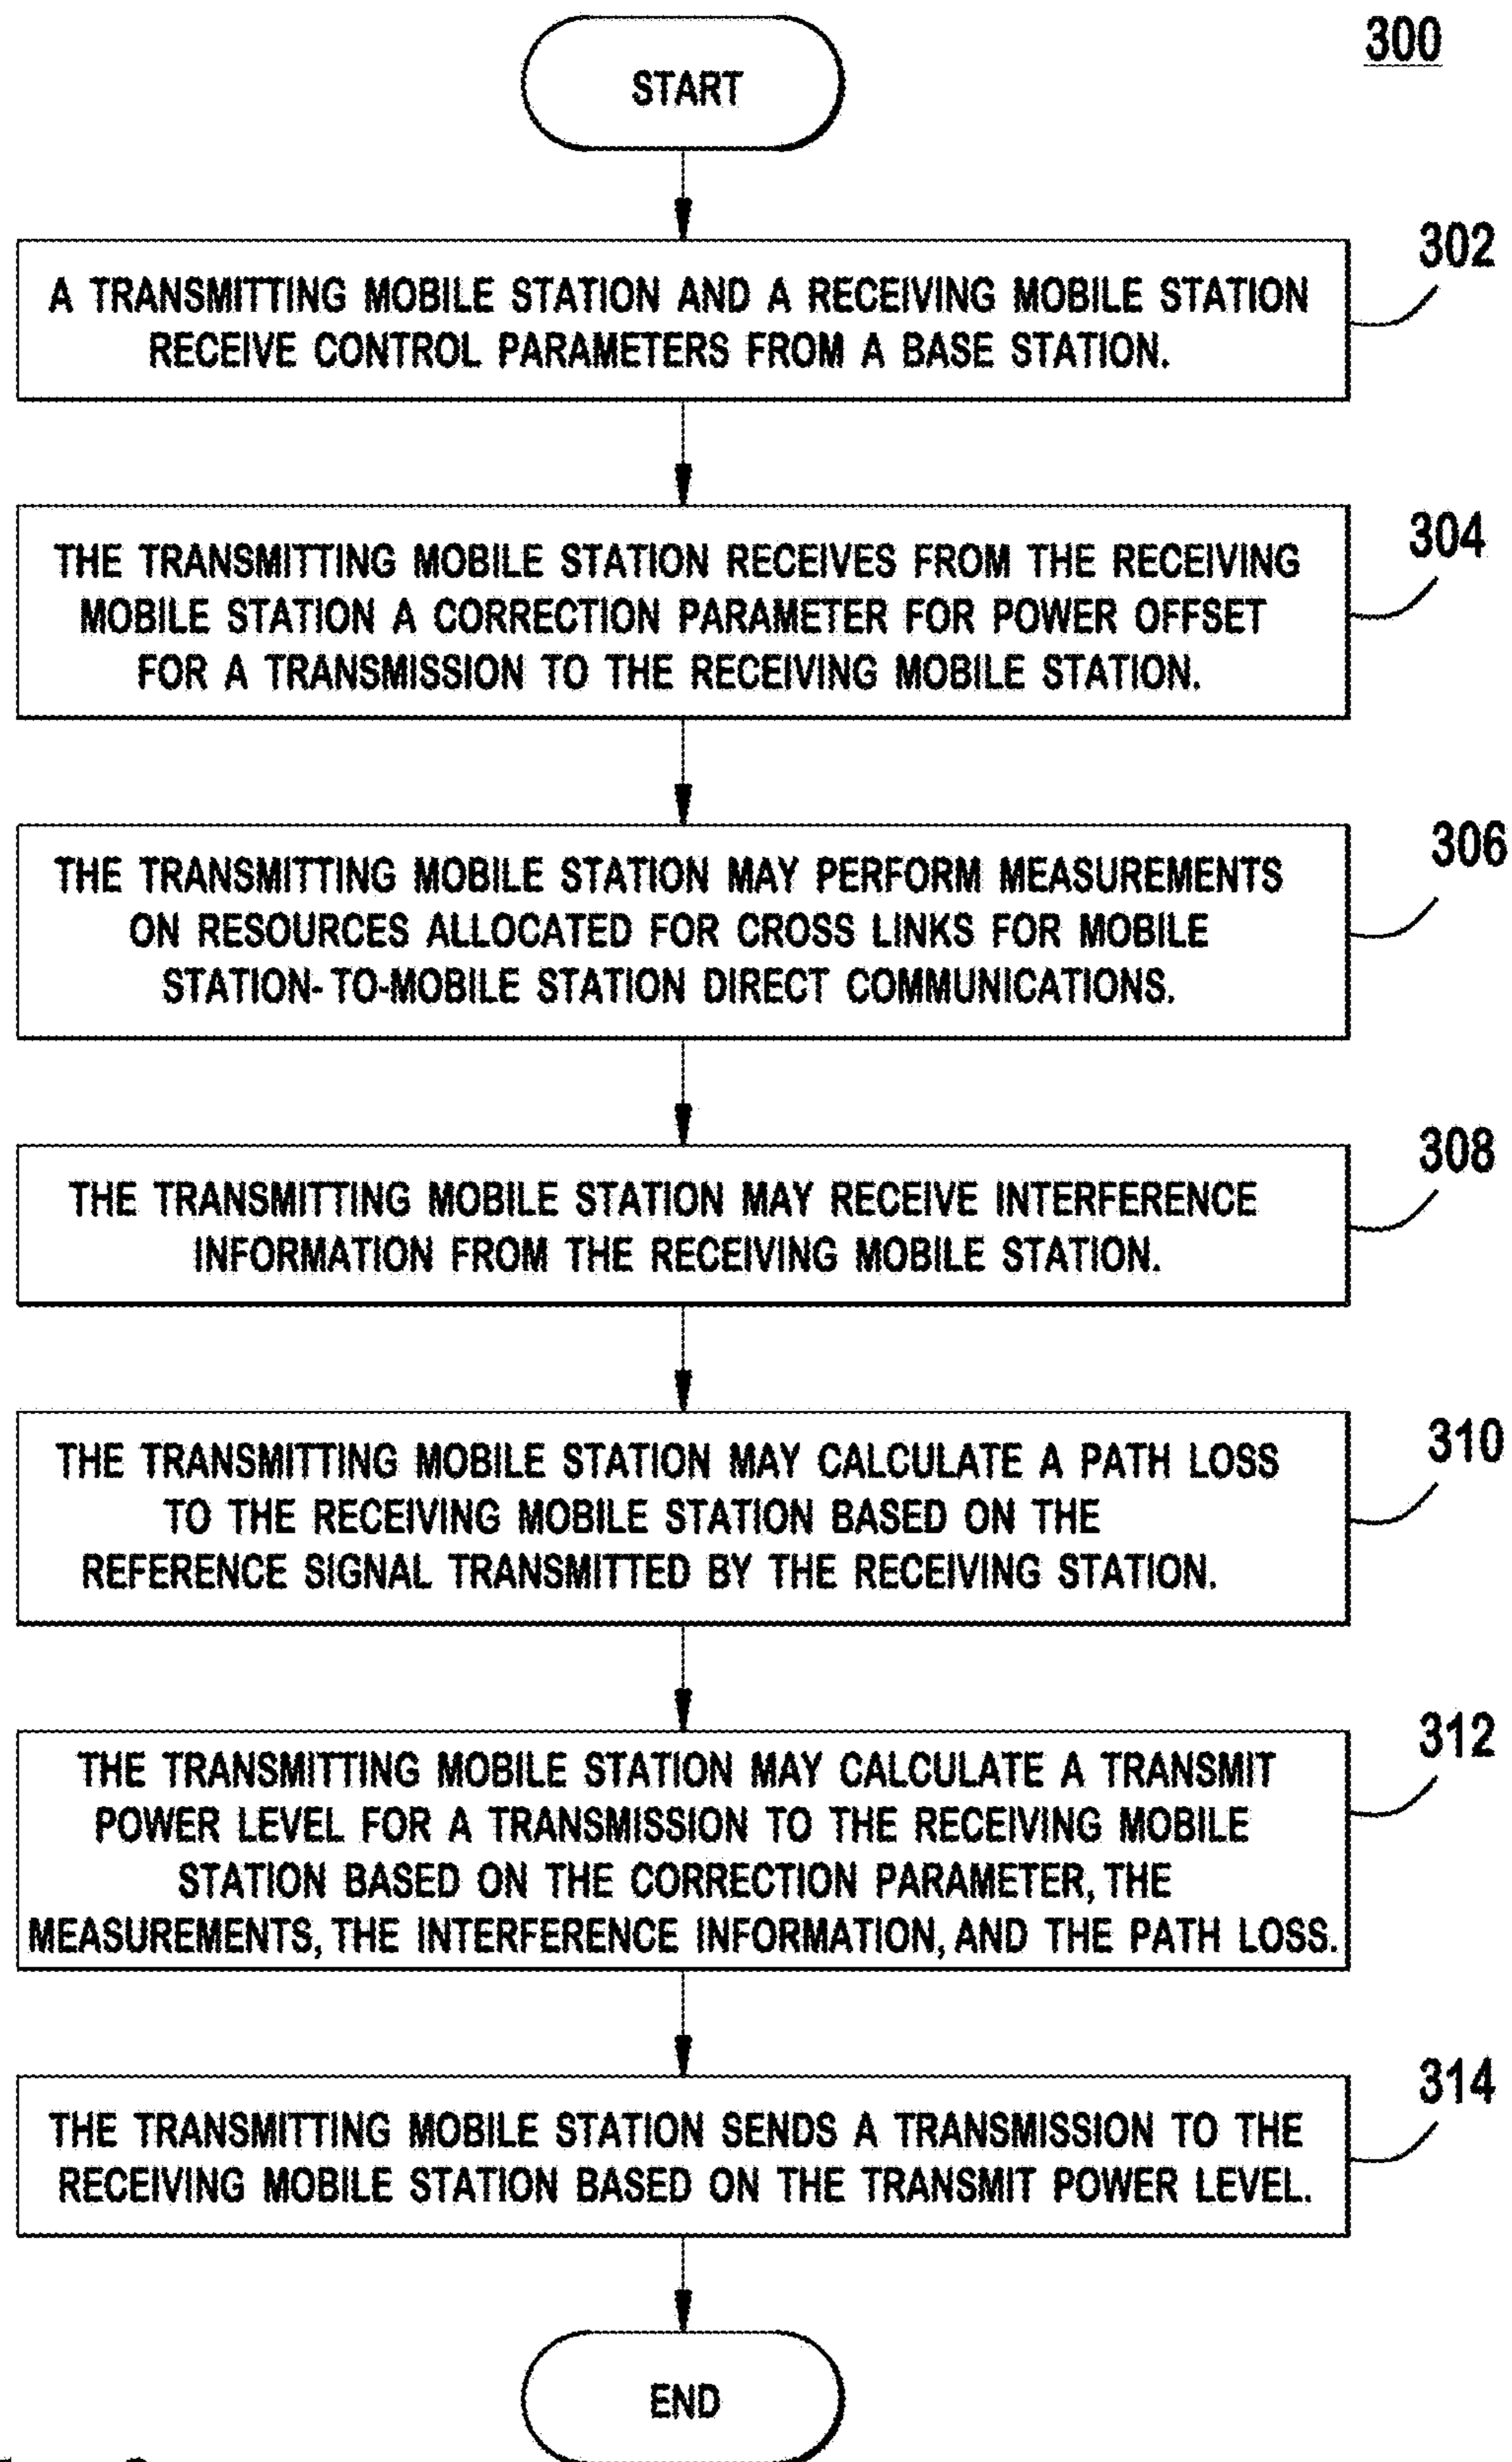 300
START
302
A TRANSMITTING MOBILE STATION AND A RECEIVING MOBILE STATION
RECEIVE CONTROL PARAMETERS FROM A BASE STATION.
304
THE TRANSMITTING MOBILE STATION RECEIVES FROM THE RECEIVING
MOBILE STATION A CORRECTION PARAMETER FOR POWER OFFSET
FOR A TRANSMISSION TO THE RECEIVING MOBILE STATION.
306
THE TRANSMITTING MOBILE STATION MAY PERFORM MEASUREMENTS
ON RESOURCES ALLOCATED FOR CROSS LINKS FOR MOBILE
STATION-TO-MOBILE STATION DIRECT COMMUNICATIONS.
308
THE TRANSMITTING MOBILE STATION MAY RECEIVE INTERFERENCE
INFORMATION FROM THE RECEIVING MOBILE STATION.
310
THE TRANSMITTING MOBILE STATION MAY CALCULATE A PATH LOSS
TO THE RECEIVING MOBILE STATION BASED ON THE
REFERENCE SIGNAL TRANSMITTED BY THE RECEIVING STATION.
312
THE TRANSMITTING MOBILE STATION MAY CALCULATE A TRANSMIT
POWER LEVEL FOR A TRANSMISSION TO THE RECEIVING MOBILE
STATION BASED ON THE CORRECTION PARAMETER, THE
MEASUREMENTS, THE INTERFERENCE INFORMATION, AND THE PATH LOSS.
314
THE TRANSMITTING MOBILE STATION SENDS A TRANSMISSION TO THE
RECEIVING MOBILE STATION BASED ON THE TRANSMIT POWER LEVEL.
END